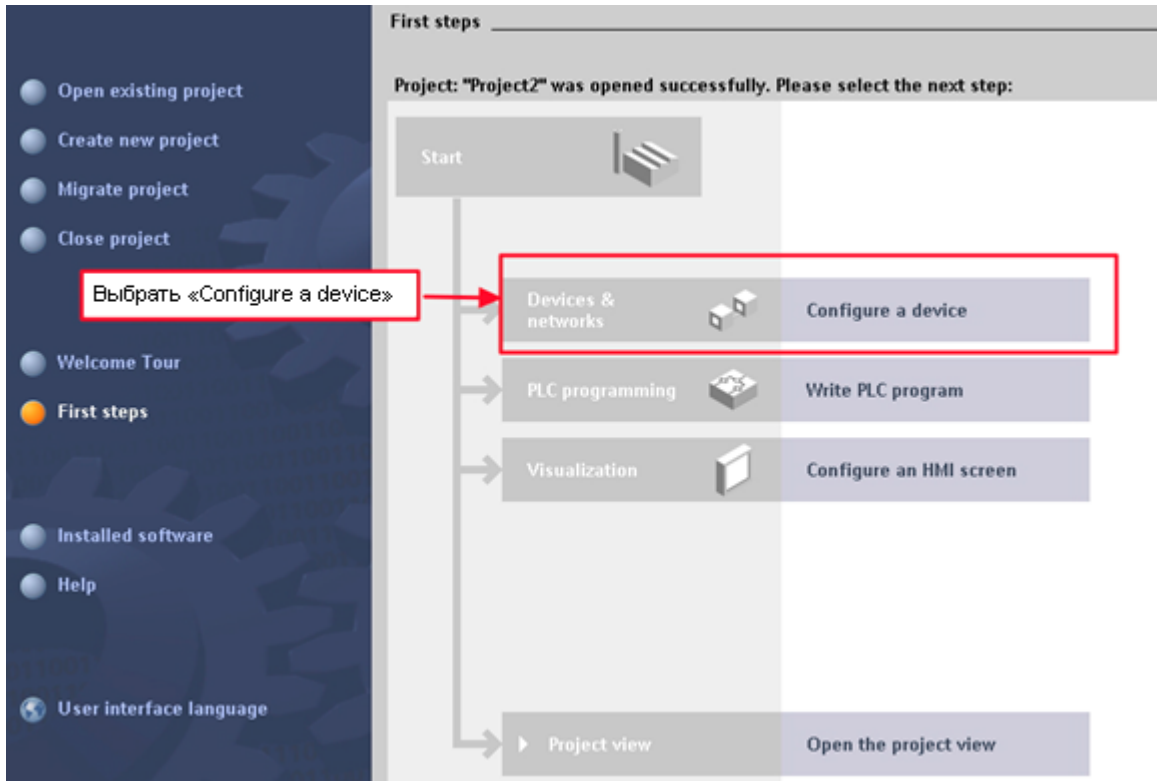 First steps
Project: "Project2" was opened successfully. Please select the next step:
Open existing project
Create new project
Migrate project
Close project
Выбрать «Configure a device»
Welcome Tour
First steps
Installed software
Help
User interface language
Start
Devices &
networks
Configure a device
PLC programming
Write PLC program
Visualization
Configure an HMI screen
Project view
Open the project view